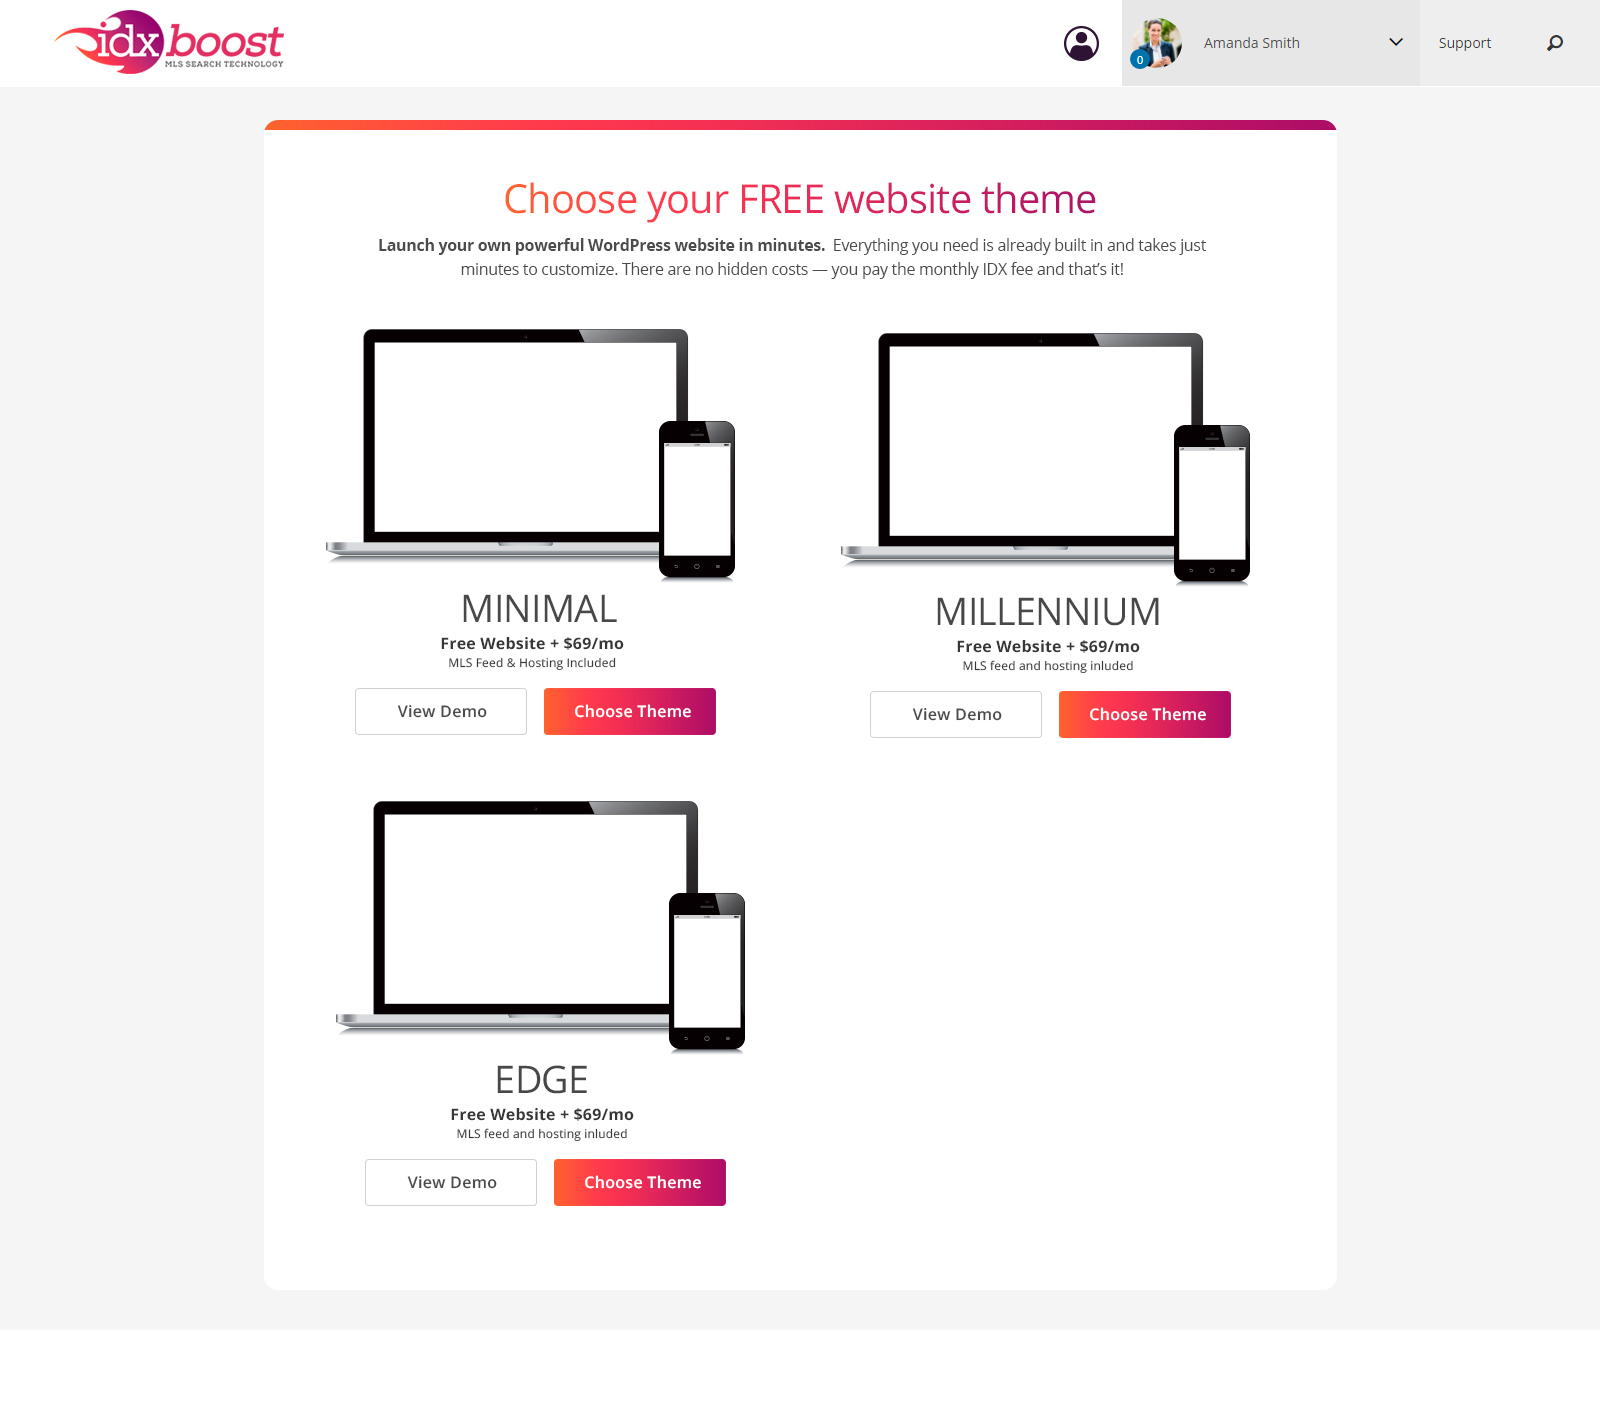 idxboost
MLS SEARCH TECHNOLOGY
0
Amanda Smith
Support
Choose your FREE website theme
Launch your own powerful WordPress website in minutes. Everything you need is already built in and takes just
minutes to customize. There are no hidden costs — you pay the monthly IDX fee and that's it!
MINIMAL
Free Website + $69/mo
MLS Feed & Hosting Included
View Demo
Choose Theme
MILLENNIUM
Free Website + $69/mo
MLS feed and hosting inluded
View Demo
Choose Theme
EDGE
Free Website + $69/mo
MLS feed and hosting inluded
View Demo
Choose Theme